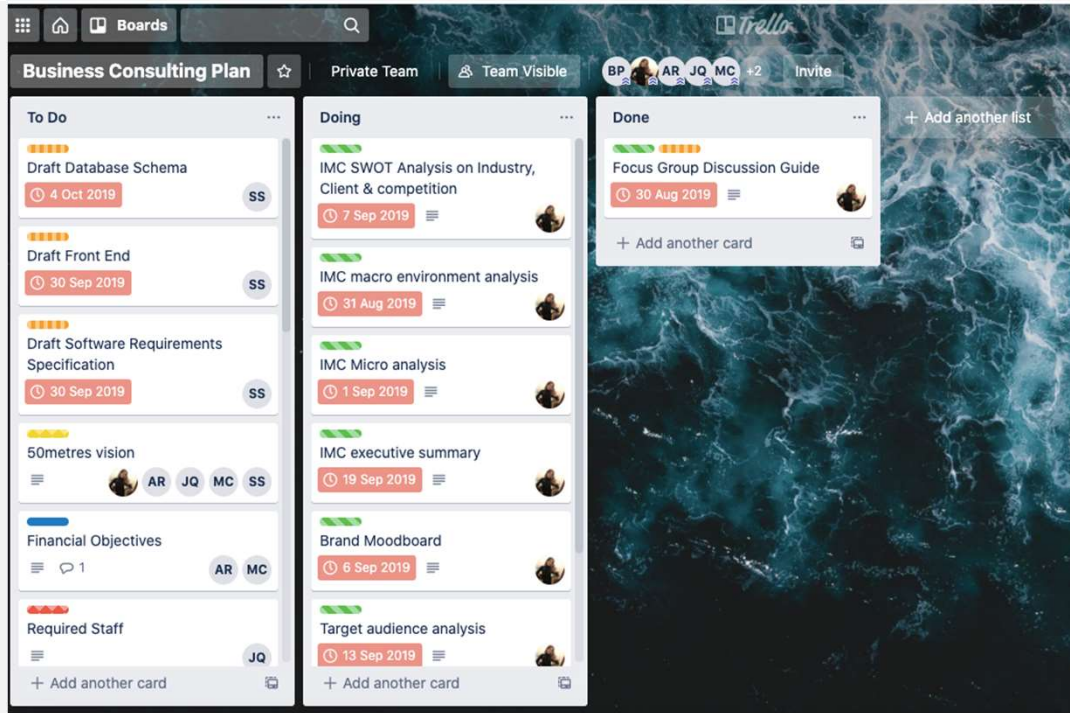 Boards
Trello
Business Consulting Plan
Private Team
Team Visible
BP
AR
JQ
MC
+2
Invite
To Do
Draft Database Schema
4 Oct 2019
SS
Draft Front End
30 Sep 2019
SS
Draft Software Requirements
Specification
30 Sep 2019
SS
50metres vision
AR JQ MC SS
Financial Objectives
1
AR MC
Required Staff
JQ
+ Add another card
Doing
IMC SWOT Analysis on Industry,
Client & competition
7 Sep 2019
IMC macro environment analysis
31 Aug 2019
IMC Micro analysis
1 Sep 2019
IMC executive summary
19 Sep 2019
Brand Moodboard
6 Sep 2019
Target audience analysis
13 Sep 2019
+ Add another card
Done
Focus Group Discussion Guide
30 Aug 2019
+ Add another card
+ Add another list